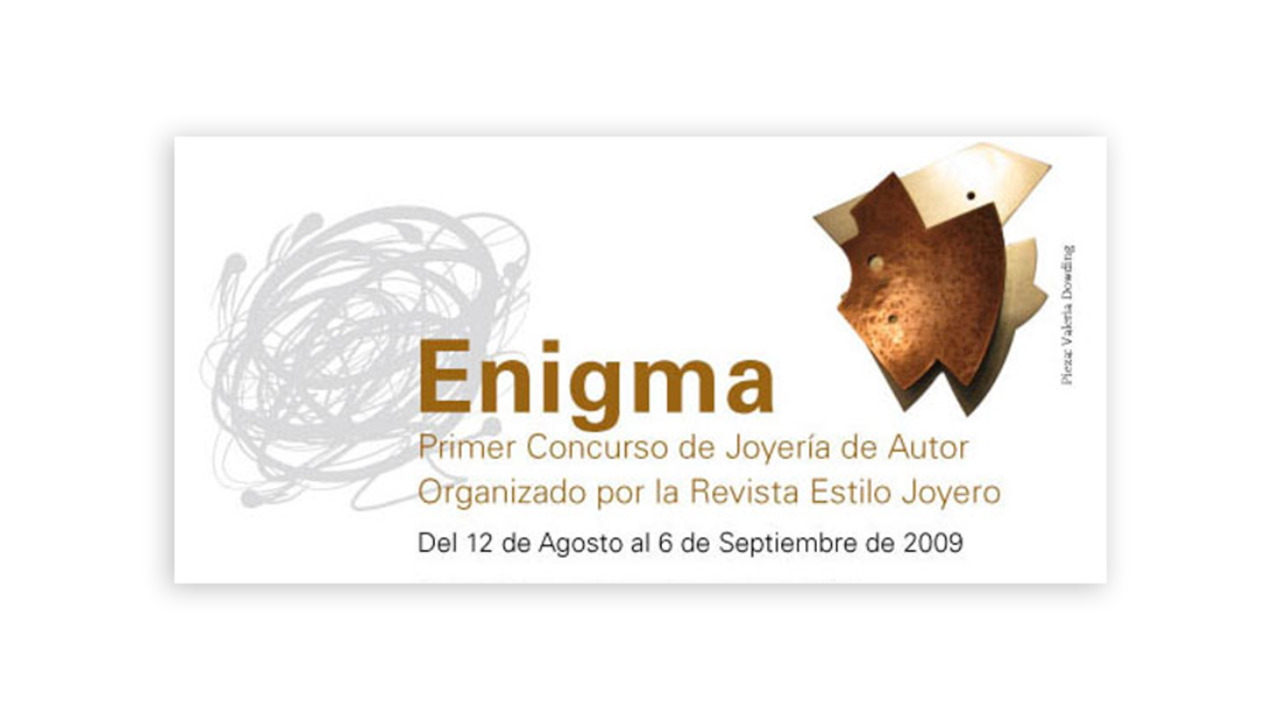 Enigma
Primer Concurso de Joyería de Autor
Organizado por la Revista Estilo Joyero
Del 12 de Agosto al 6 de Septiembre de 2009
Pieza: Valeria Dowding